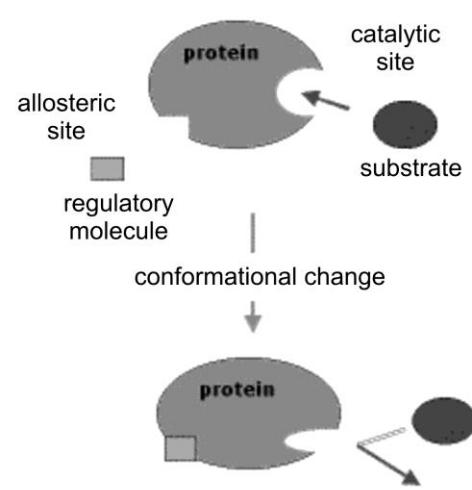 protein
catalytic
site
allosteric
site
substrate
regulatory
molecule
conformational change
protein